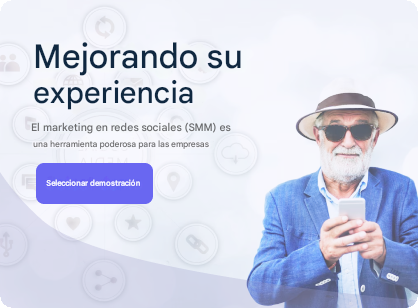 Mejorando su
experiencia
El marketing en redes sociales (SMM) es
una herramienta poderosa para las empresas
Seleccionar demostración